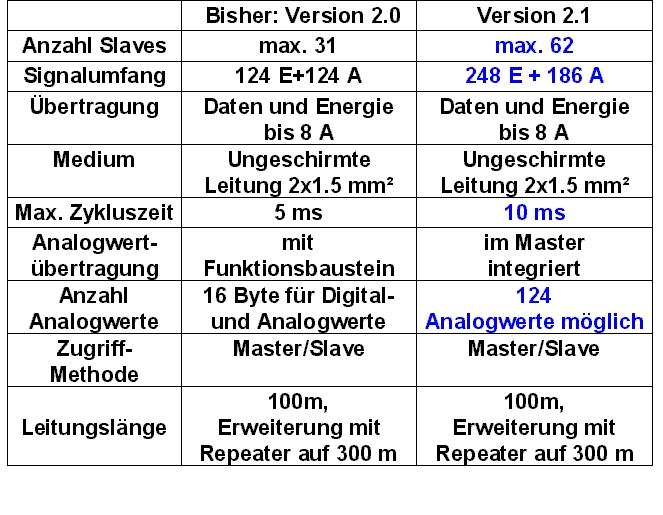 Bisher: Version 2.0 Version 2.1
Anzahl Slaves max. 31 max. 62
Signalumfang 124 E+124 A 248 E + 186 A
Übertragung Daten und Energie Daten und Energie
bis 8 A bis 8 A
Medium Ungeschirmte Ungeschirmte
Leitung 2x1.5 mm² Leitung 2x1.5 mm²
Max. Zykluszeit 5 ms 10 ms
Analogwert- mit im Master
übertragung Funktionsbaustein integriert
Anzahl 16 Byte für Digital- 124
Analogwerte und Analogwerte Analogwerte möglich
Zugriff- Master/Slave Master/Slave
Methode
100m, 100m,
Leitungslänge Erweiterung mit Erweiterung mit
Repeater auf 300 m Repeater auf 300 m